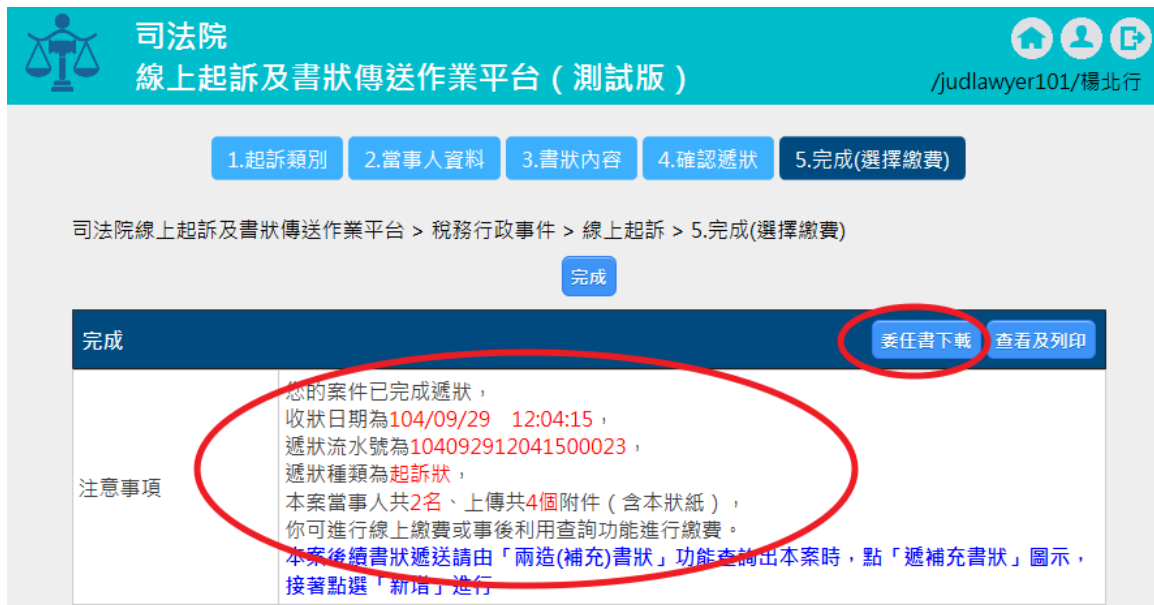 司法院
線上起訴及書狀傳送作業平台(測試版)
/judlawyer101/楊北行
1.起訴類別 2.當事人資料 3.書狀內容 4.確認遞狀 5.完成(選擇繳費)
司法院線上起訴及書狀傳送作業平台 > 稅務行政事件 > 線上起訴 > 5.完成(選擇繳費)
完成
完成 委任書下載 查看及列印
您的案件已完成遞狀，
收狀日期為104/09/29 12:04:15，
遞狀流水號為104092912041500023，
遞狀種類為起訴狀，
注意事項
本案當事人共2名、上傳共4個附件(含本狀紙)，
你可進行線上繳費或事後利用查詢功能進行繳費。
本案後續書狀遞送請由「兩造(補充)書狀」功能查詢出本案時，點「遞補充書狀」圖示，
接著點選「新增」進行